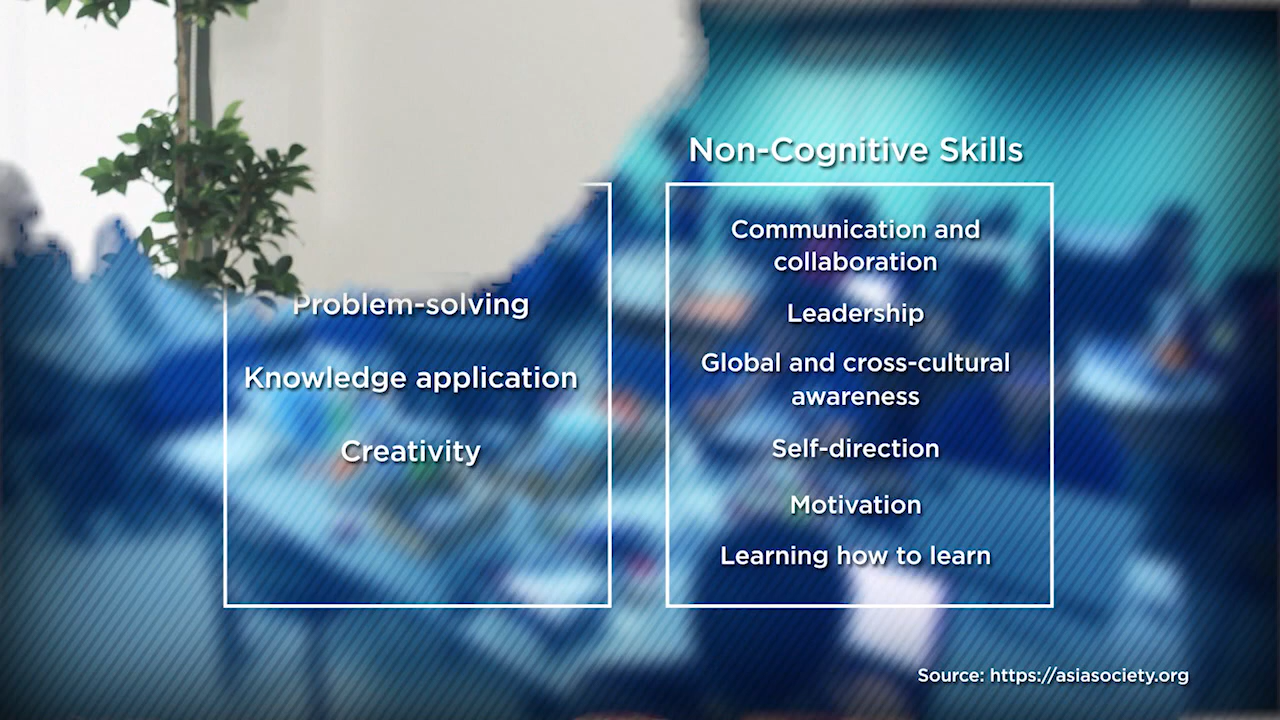 Problem-solving
Knowledge application
Creativity
Non-Cognitive Skills
Communication and
collaboration
Leadership
Global and cross-cultural
awareness
Self-direction
Motivation
Learning how to learn
Source: https://asiasociety.org